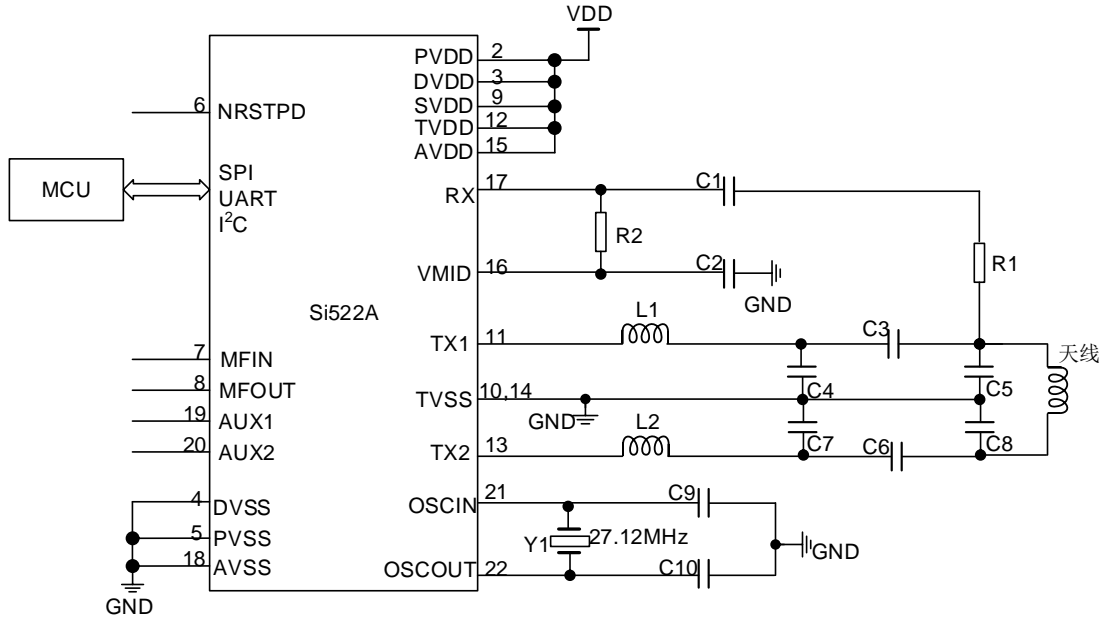 VDD
PVDD 2
DVDD 3
SVDD 9
TVDD 12
AVDD 15
6 NRSTPD
MCU
SPI
UART
I²C
RX 17
C1
R2
R1
VMID 16
C2
GND
Si522A
L1
TX1 11
C3
天线
7 MFIN
8 MFOUT
TVSS 10,14
C4
C5
GND
19 AUX1
L2
20 AUX2
TX2 13
C7
C6
C8
4 DVSS
OSCIN 21
C9
5 PVSS
Y1
27.12MHz
GND
18 AVSS
OSCOUT 22
C10
GND